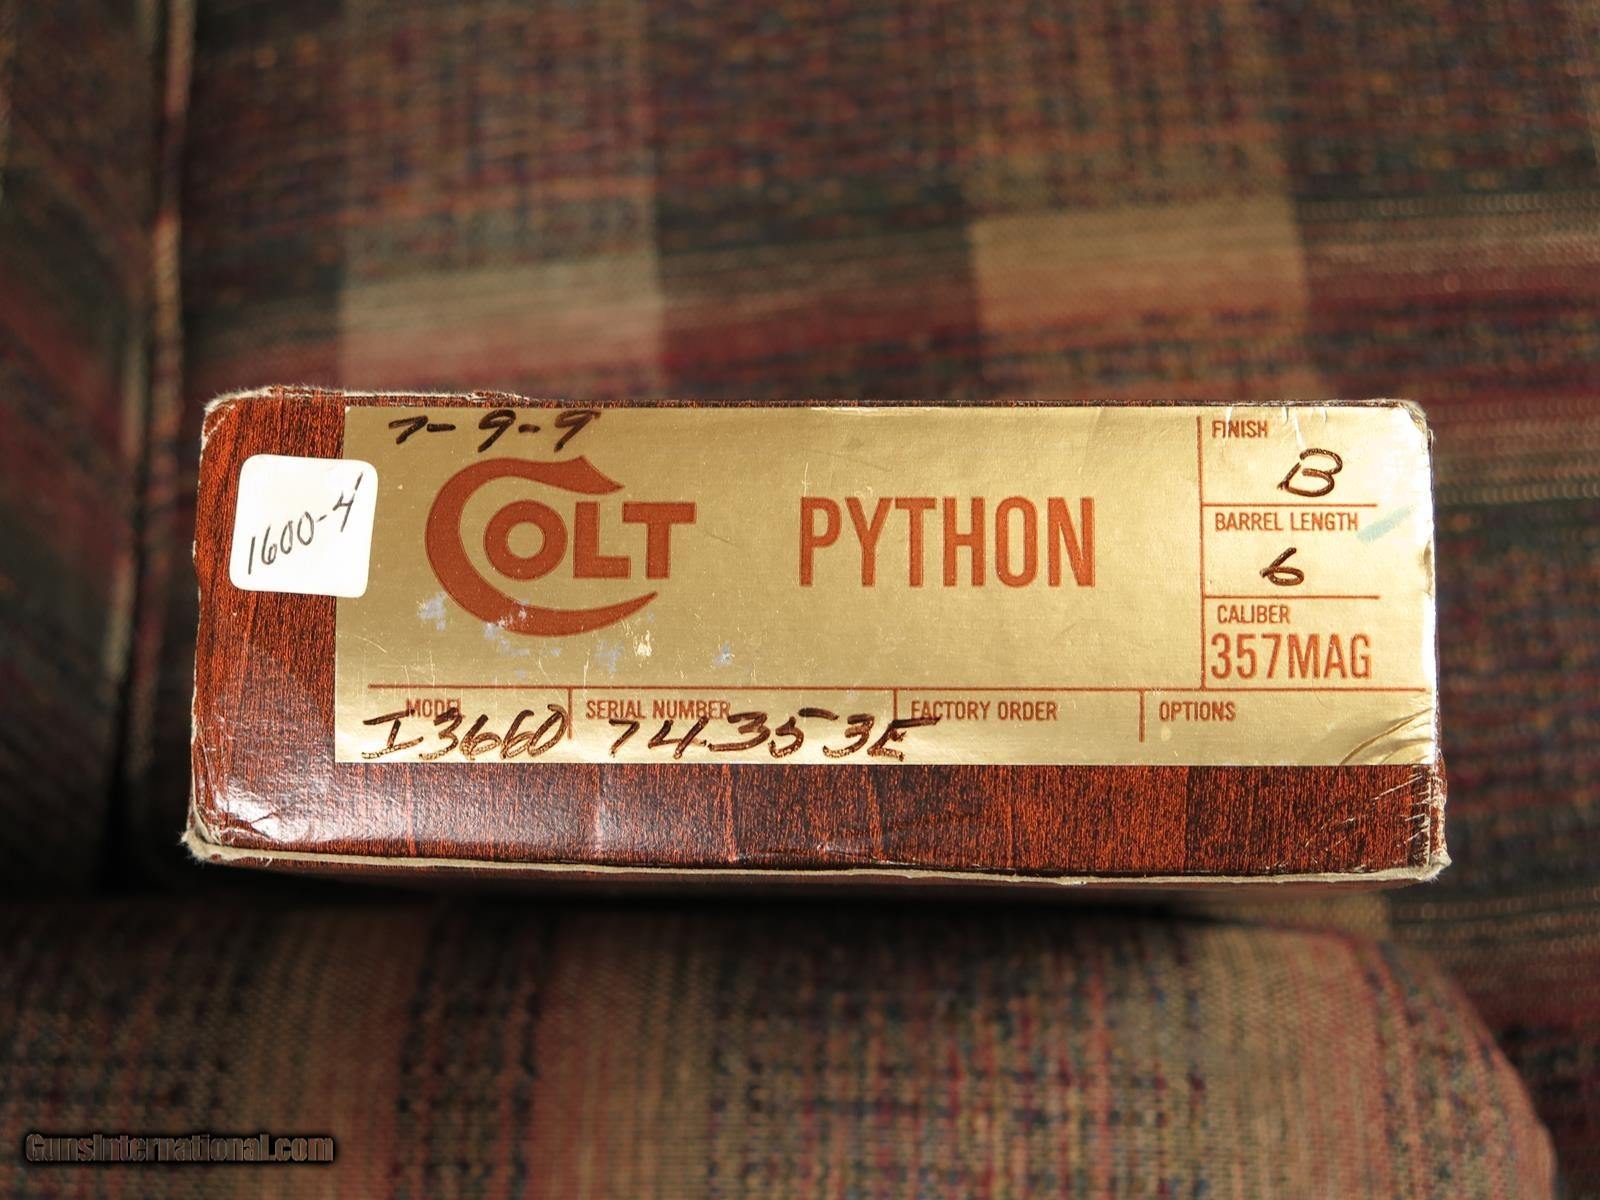 7-9-9
1600-4
COLT
PYTHON
FINISH
B
BARREL LENGTH
6
CALIBER
357MAG
MODEL
I3660
SERIAL NUMBER
74353E
FACTORY ORDER
OPTIONS
GunsInternational.com